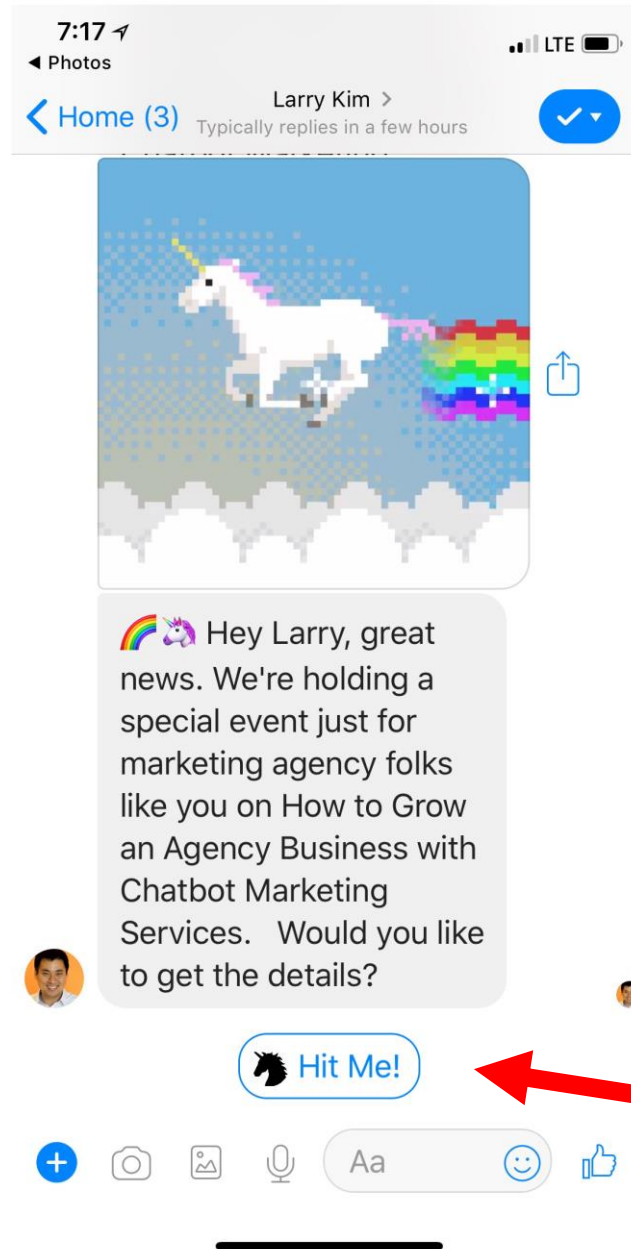 7:17
LTE
◀ Photos
Home (3)
Larry Kim >
Typically replies in a few hours
🌈🦄 Hey Larry, great
news. We're holding a
special event just for
marketing agency folks
like you on How to Grow
an Agency Business with
Chatbot Marketing
Services.   Would you like
to get the details?
Hit Me!
Aa